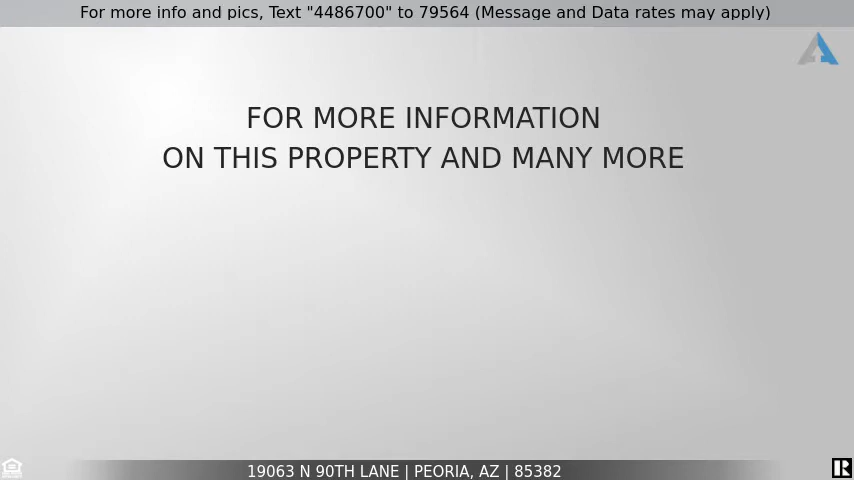 For more info and pics, Text "4486700" to 79564 (Message and Data rates may apply)
FOR MORE INFORMATION
ON THIS PROPERTY AND MANY MORE
19063 N 90TH LANE | PEORIA, AZ | 85382